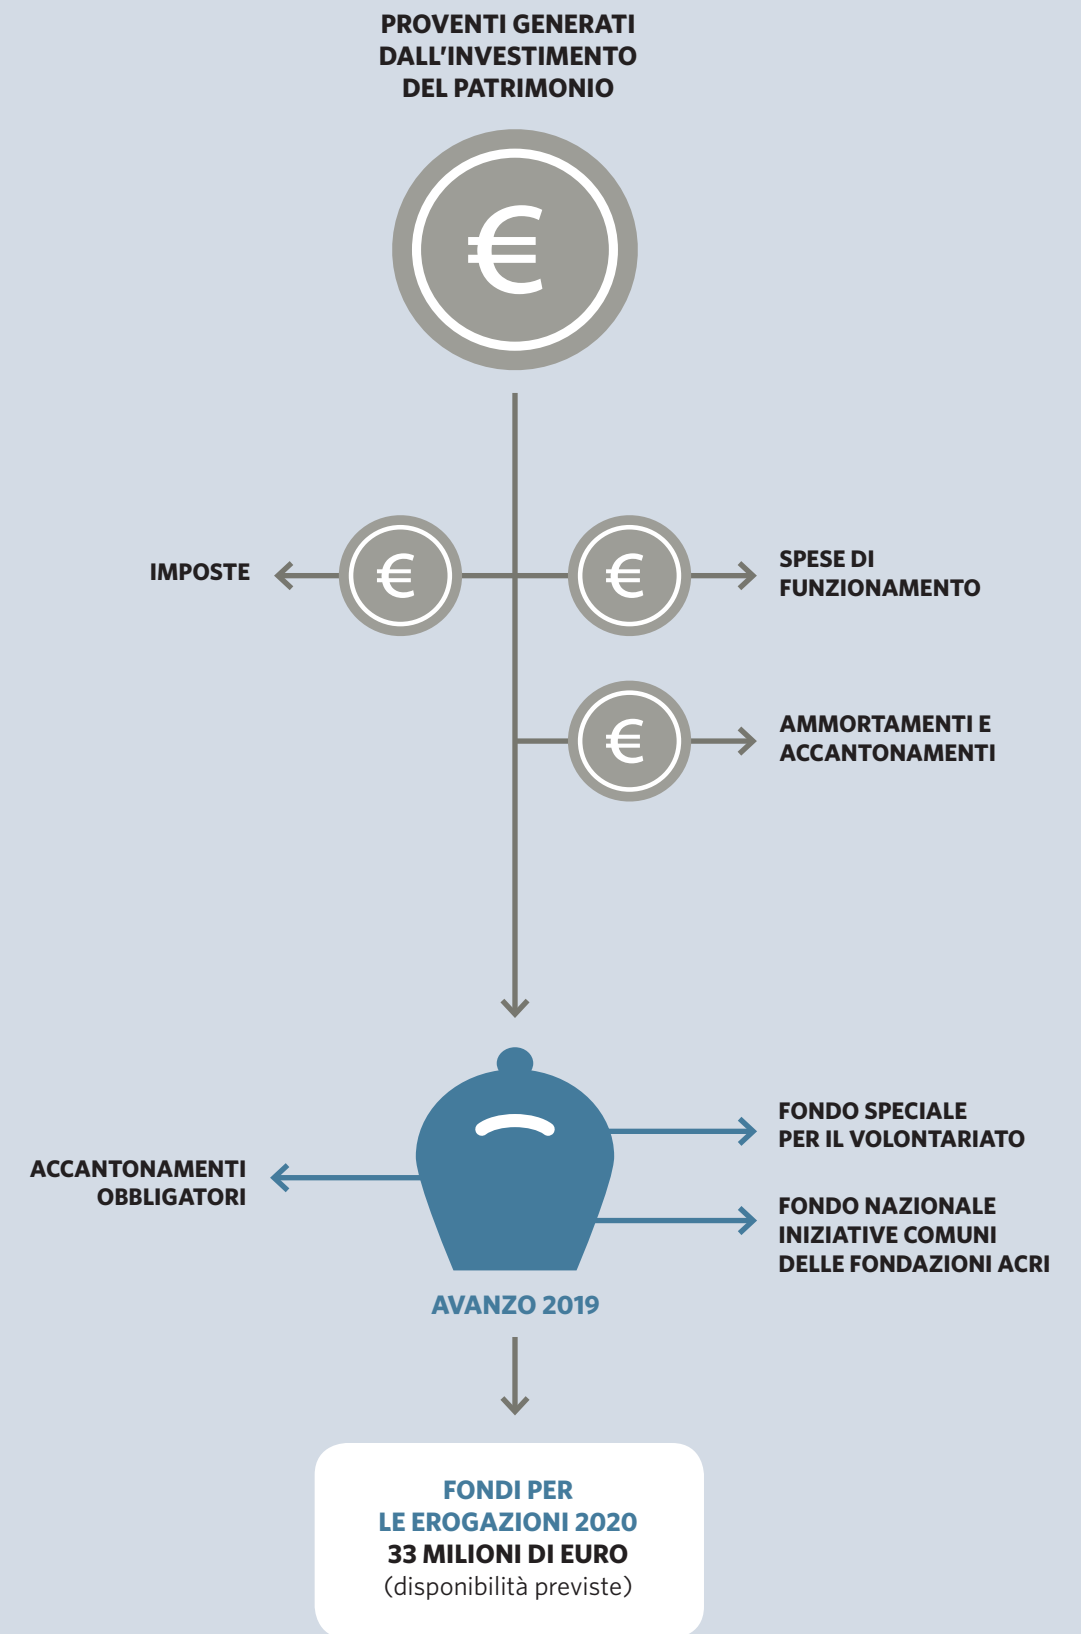 PROVENTI GENERATI
DALL'INVESTIMENTO
DEL PATRIMONIO
€
IMPOSTE
€
€
SPESE DI
FUNZIONAMENTO
€
AMMORTAMENTI E
ACCANTONAMENTI
FONDO SPECIALE
PER IL VOLONTARIATO
ACCANTONAMENTI
OBBLIGATORI
FONDO NAZIONALE
INIZIATIVE COMUNI
DELLE FONDAZIONI ACRI
AVANZO 2019
FONDI PER
LE EROGAZIONI 2020
33 MILIONI DI EURO
(disponibilità previste)